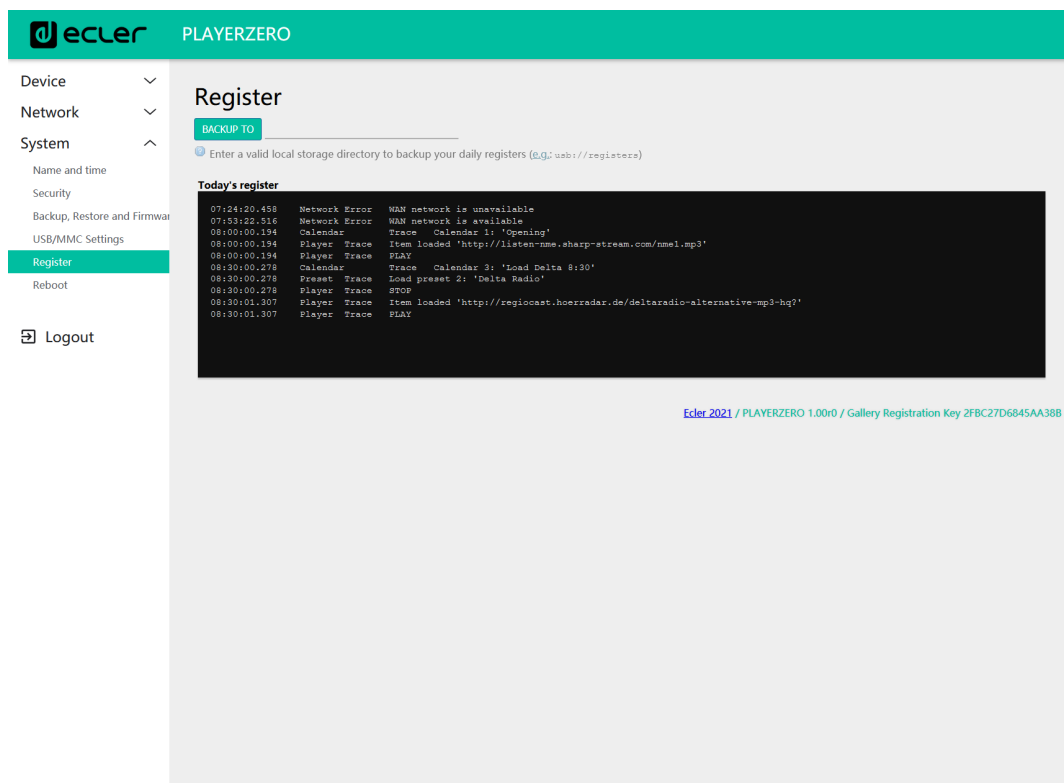 ecler PLAYERZERO
Device
Network
System
Name and time
Security
Backup, Restore and Firmwar
USB/MMC Settings
Register
Reboot
Logout
Register
BACKUP TO
Enter a valid local storage directory to backup your daily registers (e.g.: usb://registers)
Today's register
07:24:20.458 Network Error WAN network is unavailable
07:53:22.516 Network Error WAN network is available
08:00:00.194 Calendar Trace Calendar 1: 'Opening'
08:00:00.194 Player Trace Item loaded 'http://listen-nme.sharp-stream.com/nme1.mp3'
08:00:00.194 Player Trace PLAY
08:30:00.278 Calendar Trace Calendar 3: 'Load Delta 8:30'
08:30:00.278 Preset Trace Load preset 2: 'Delta Radio'
08:30:00.278 Player Trace STOP
08:30:01.307 Player Trace Item loaded 'http://regiocast.hoerradar.de/deltaradio-alternative-mp3-hq?'
08:30:01.307 Player Trace PLAY
Ecler 2021 / PLAYERZERO 1.00r0 / Gallery Registration Key 2FBC27D6845AA38B